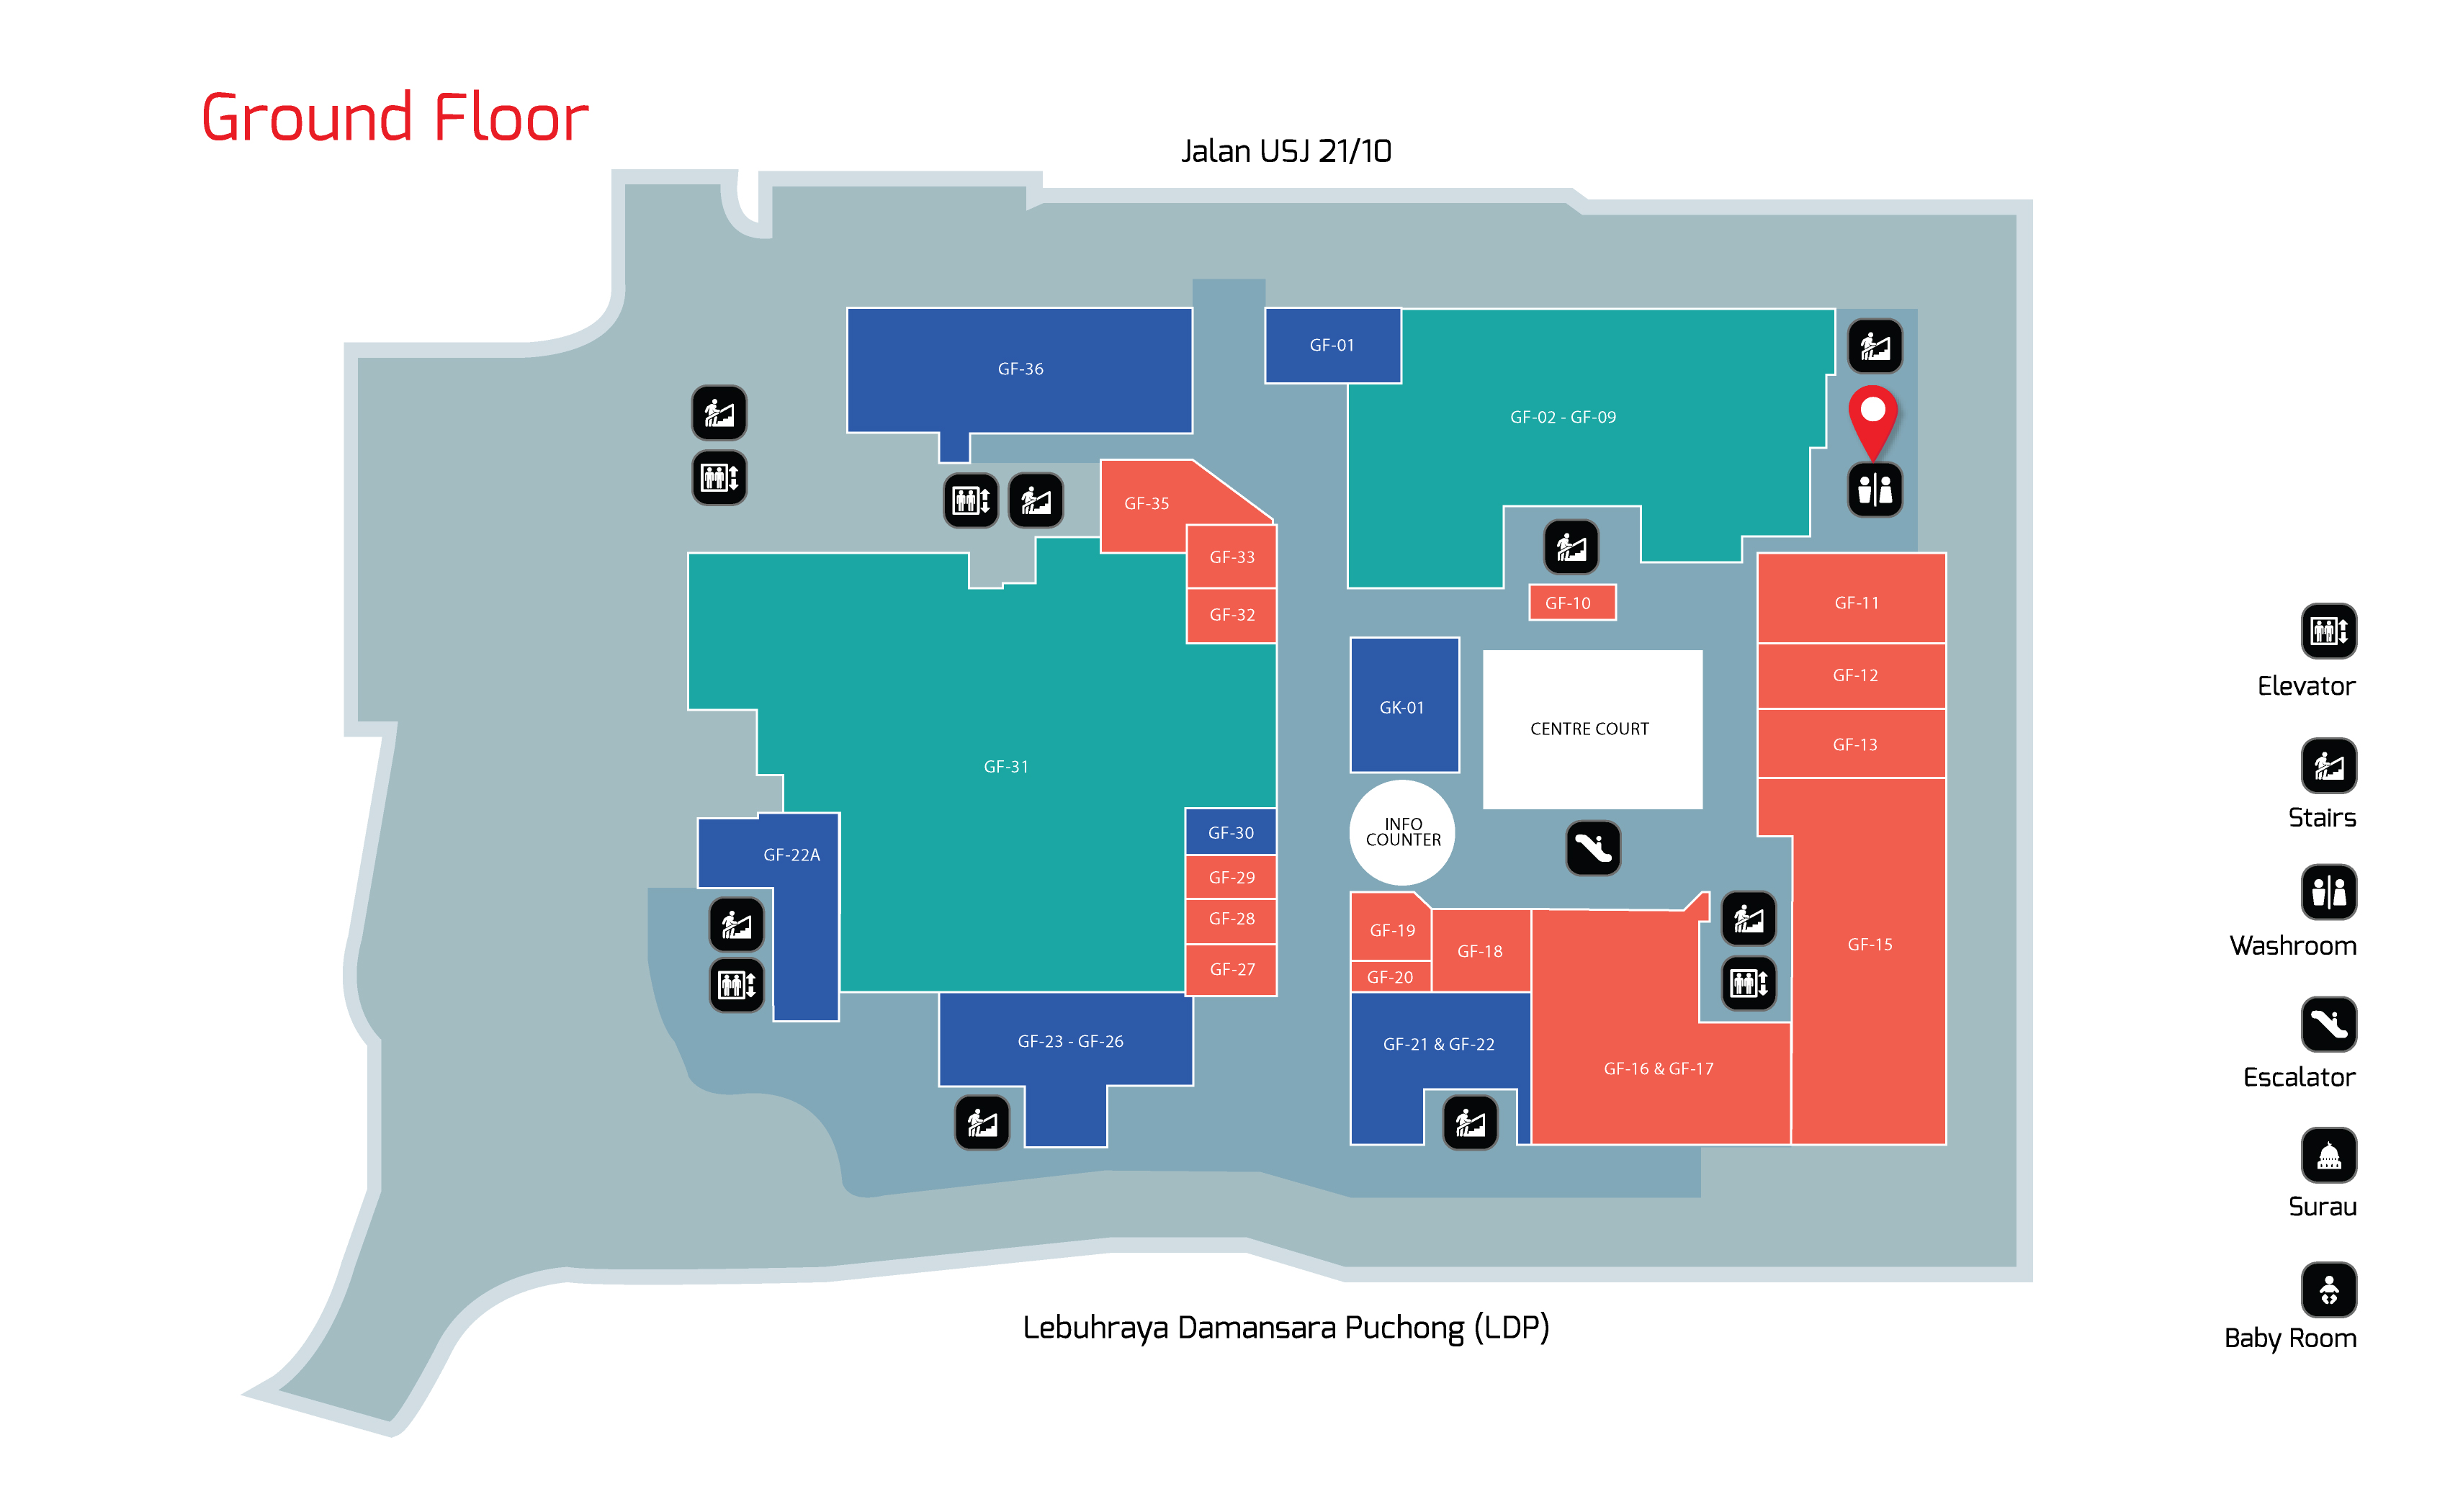 Ground Floor
Jalan USJ 21/10
GF-01
GF-36
GF-02 - GF-09
GF-35
GF-33
GF-10
GF-11
GF-32
GF-12
Elevator
GK-01
CENTRE COURT
GF-13
GF-31
Stairs
INFO
COUNTER
GF-30
GF-22A
GF-29
GF-28
GF-19
GF-18
GF-15
Washroom
GF-27
GF-20
GF-23 - GF-26
GF-21 & GF-22
GF-16 & GF-17
Escalator
Surau
Lebuhraya Damansara Puchong (LDP)
Baby Room